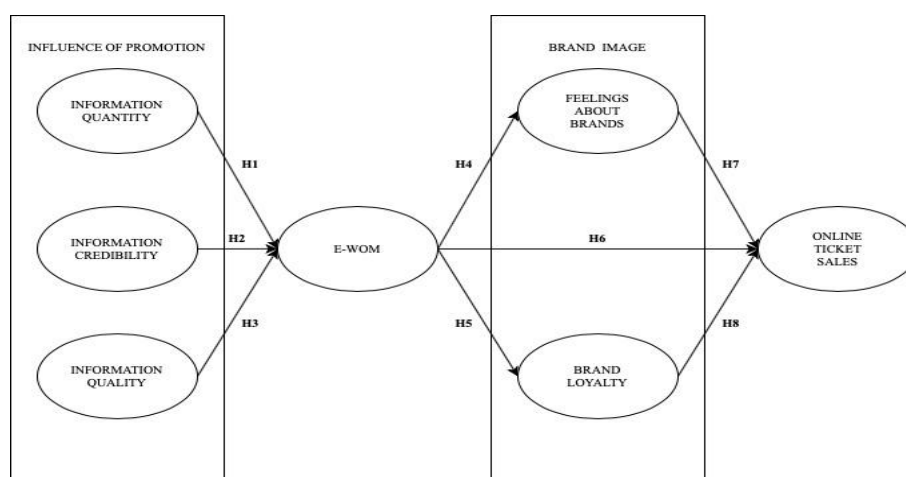 INFLUENCE OF PROMOTION
INFORMATION
QUANTITY
H1
INFORMATION
CREDIBILITY
H2
INFORMATION
QUALITY
H3
E-WOM
BRAND IMAGE
FEELINGS
ABOUT
BRANDS
H4
H6
H5
BRAND
LOYALTY
H7
H8
ONLINE
TICKET
SALES